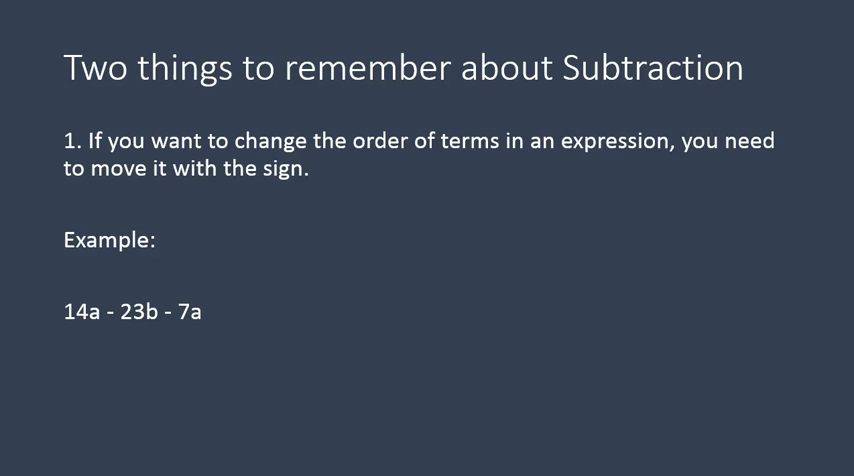 Two things to remember about Subtraction
1. If you want to change the order of terms in an expression, you need
to move it with the sign.
Example:
14a - 23b - 7a